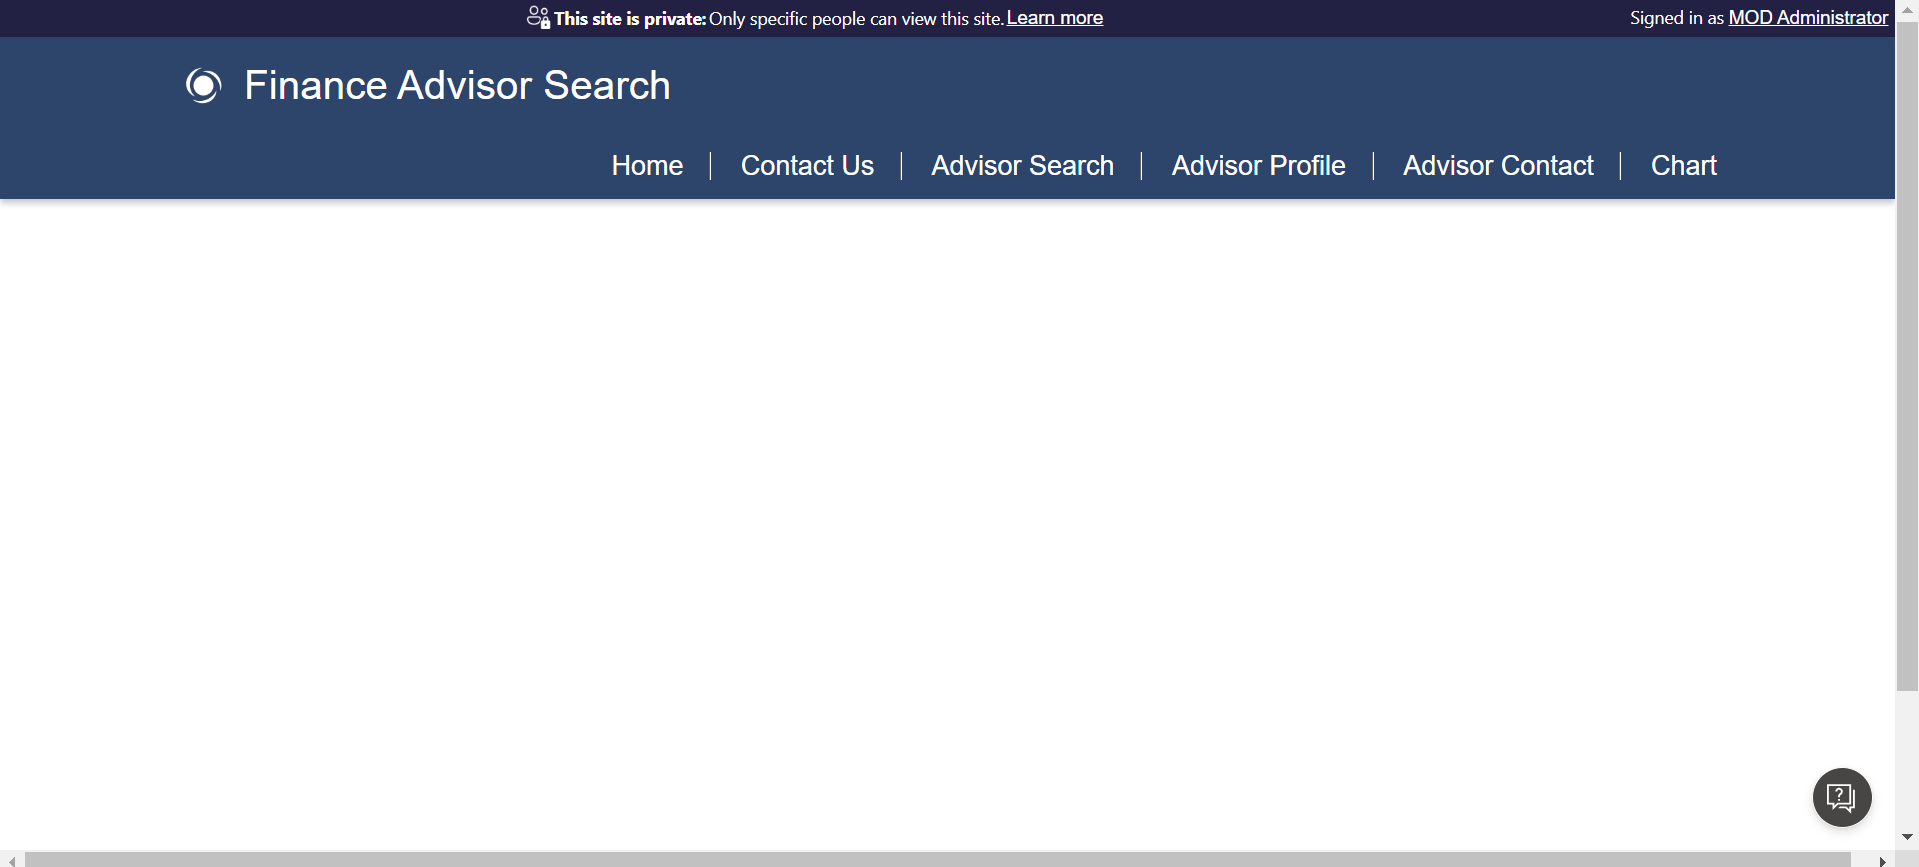 This site is private: Only specific people can view this site. Learn more
Signed in as MOD Administrator
Finance Advisor Search
Home
Contact Us
Advisor Search
Advisor Profile
Advisor Contact
Chart
?